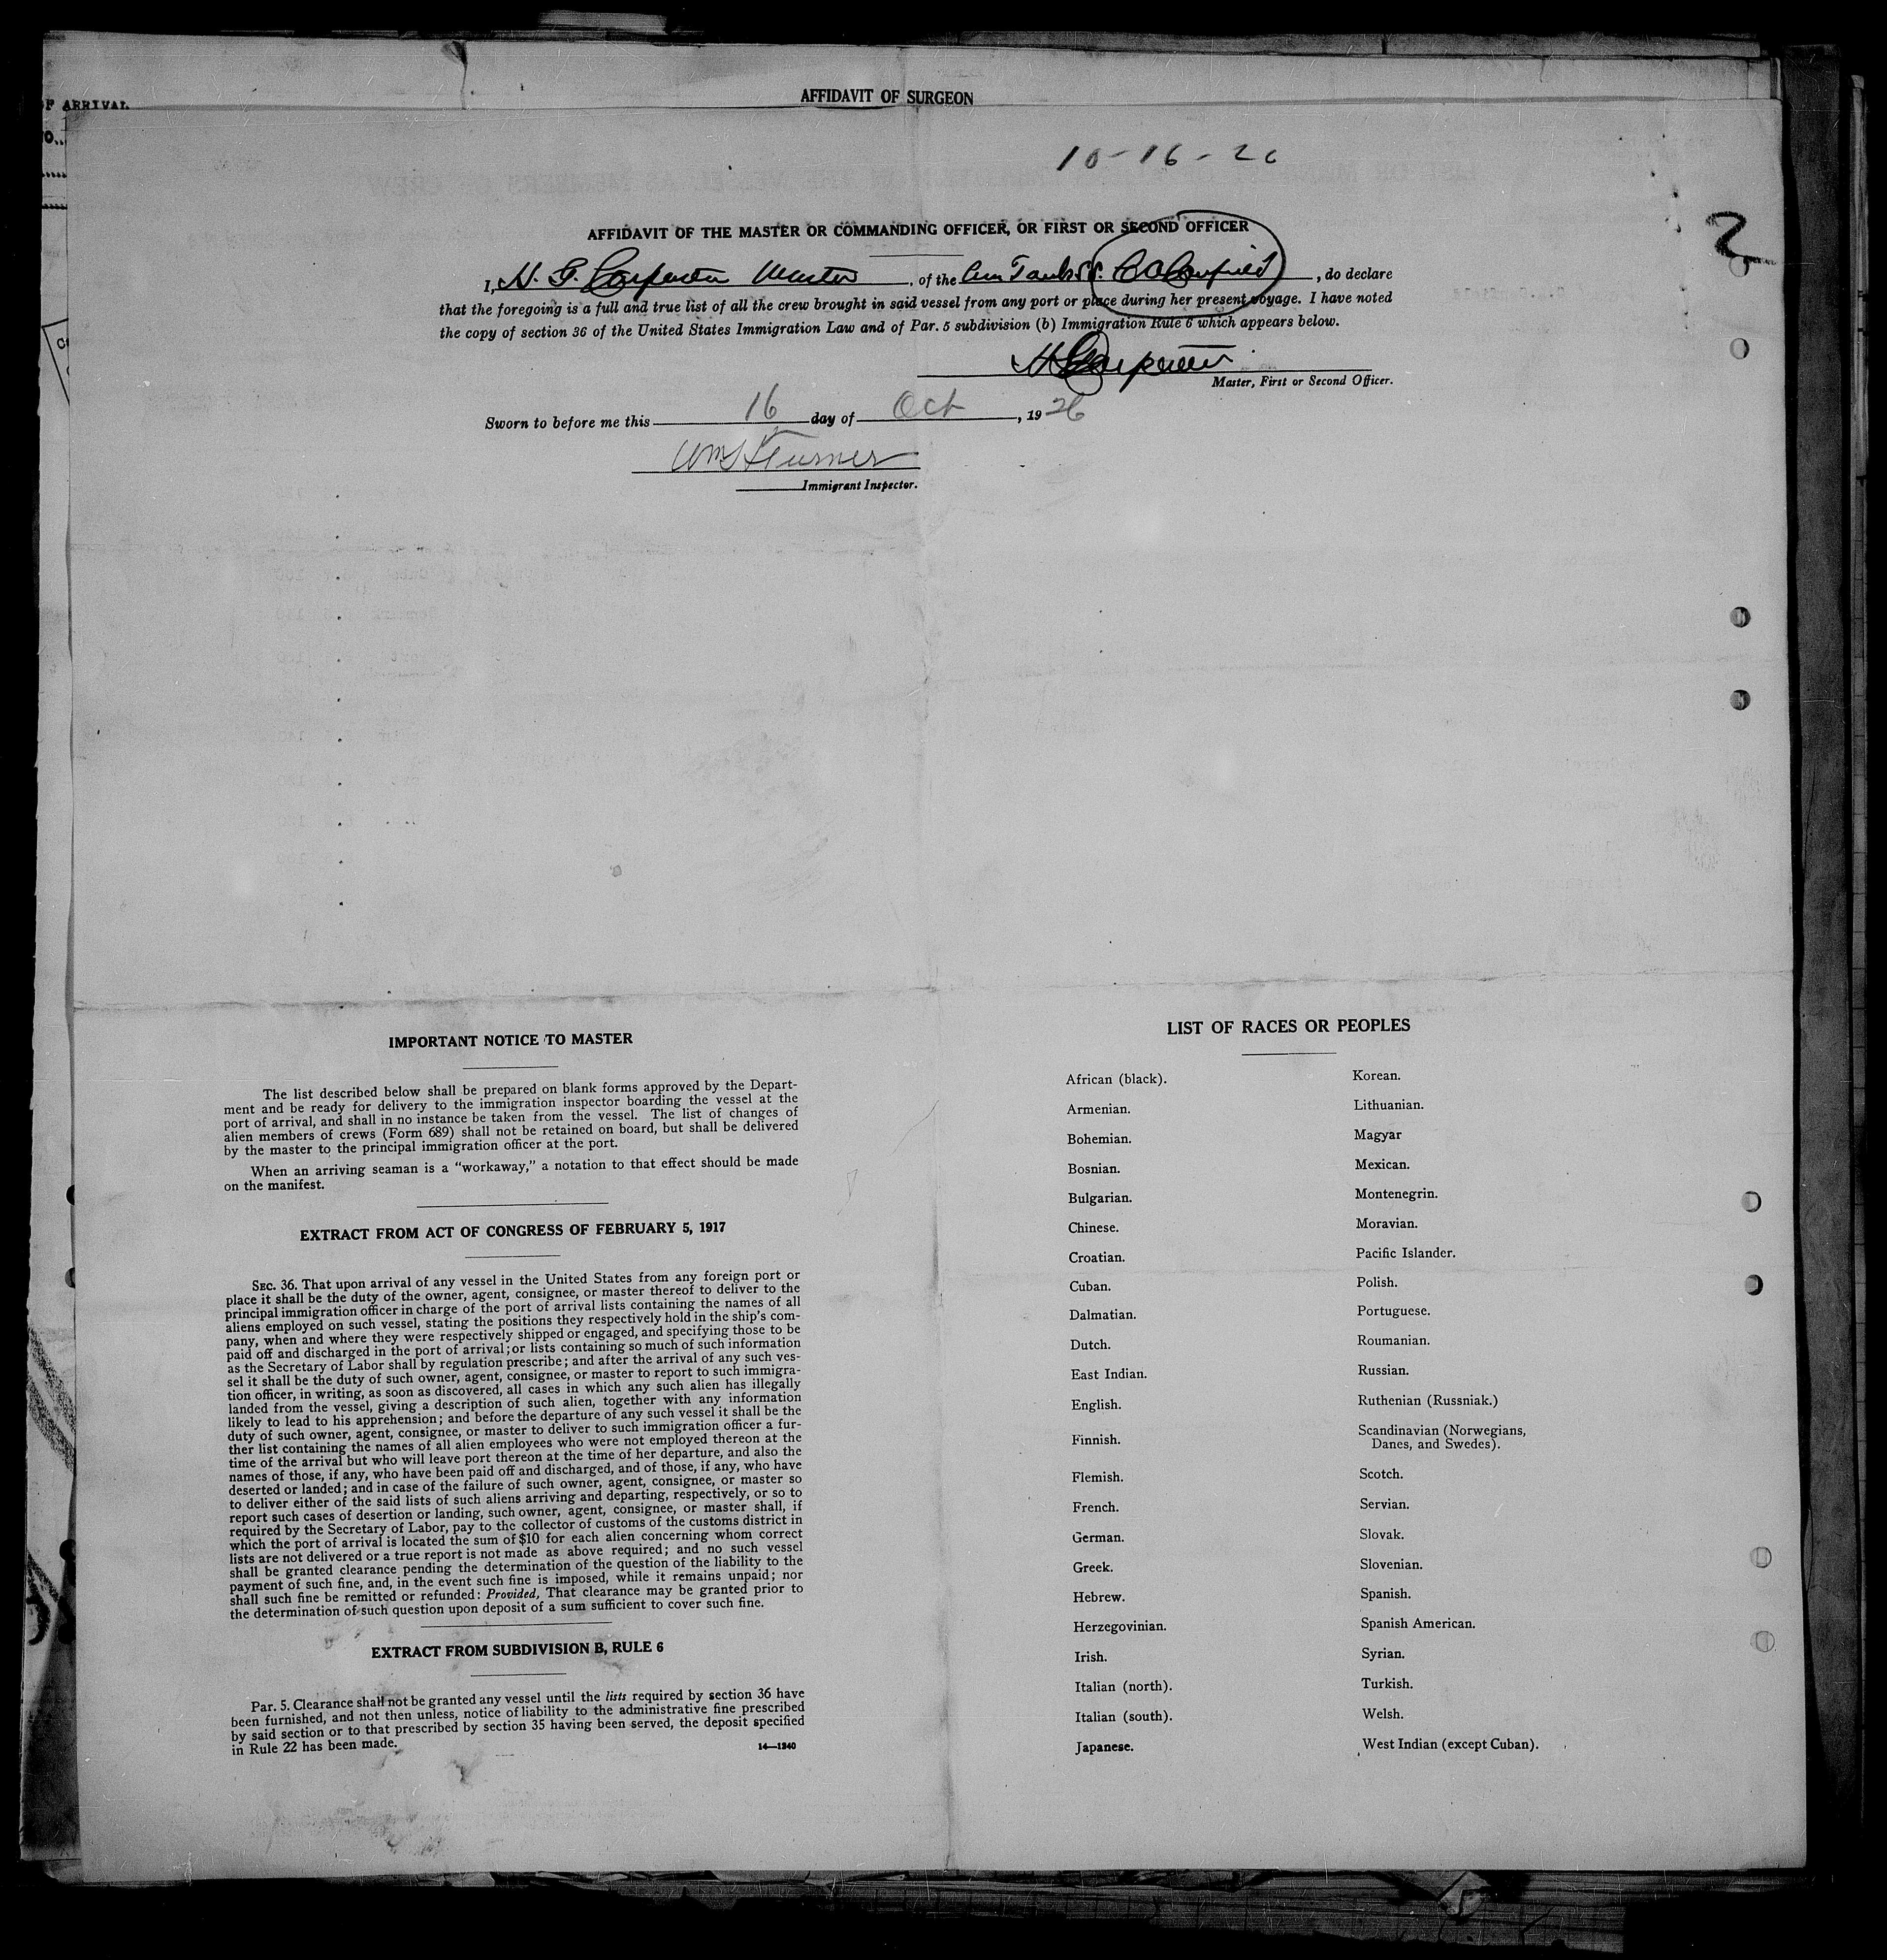 AFFIDAVIT OF SURGEON
OF ARRIVAL
10-16-26
2
AFFIDAVIT OF THE MASTER OR COMMANDING OFFICER, OR FIRST OR SECOND OFFICER
I, H. G. Carpenter Master, of the Am Tank SS. C A Canfield, do declare
that the foregoing is a full and true list of all the crew brought in said vessel from any port or place during her present voyage. I have noted
the copy of section 36 of the United States Immigration Law and of Par. 5 subdivision (b) Immigration Rule 6 which appears below.
H G Carpenter
Master, First or Second Officer.
Sworn to before me this 16 day of Oct, 1926
Wm S Turner
Immigrant Inspector.
IMPORTANT NOTICE TO MASTER
The list described below shall be prepared on blank forms approved by the Depart-
ment and be ready for delivery to the immigration inspector boarding the vessel at the
port of arrival, and shall in no instance be taken from the vessel. The list of changes of
alien members of crews (Form 689) shall not be retained on board, but shall be delivered
by the master to the principal immigration officer at the port.
When an arriving seaman is a "workaway," a notation to that effect should be made
on the manifest.
EXTRACT FROM ACT OF CONGRESS OF FEBRUARY 5, 1917
SEC. 36. That upon arrival of any vessel in the United States from any foreign port or
place it shall be the duty of the owner, agent, consignee, or master thereof to deliver to the
principal immigration officer in charge of the port of arrival lists containing the names of all
aliens employed on such vessel, stating the positions they respectively hold in the ship's com-
pany, when and where they were respectively shipped or engaged, and specifying those to be
paid off and discharged in the port of arrival; or lists containing so much of such information
as the Secretary of Labor shall by regulation prescribe; and after the arrival of any such ves-
sel it shall be the duty of such owner, agent, consignee, or master to report to such immigra-
tion officer, in writing, as soon as discovered, all cases in which any such alien has illegally
landed from the vessel, giving a description of such alien, together with any information
likely to lead to his apprehension; and before the departure of any such vessel it shall be the
duty of such owner, agent, consignee, or master to deliver to such immigration officer a fur-
ther list containing the names of all alien employees who were not employed thereon at the
time of the arrival but who will leave port thereon at the time of her departure, and also the
names of those, if any, who have been paid off and discharged, and of those, if any, who have
deserted or landed; and in case of the failure of such owner, agent, consignee, or master so
to deliver either of the said lists of such aliens arriving and departing, respectively, or so to
report such cases of desertion or landing, such owner, agent, consignee, or master shall, if
required by the Secretary of Labor, pay to the collector of customs of the customs district in
which the port of arrival is located the sum of $10 for each alien concerning whom correct
lists are not delivered or a true report is not made as above required; and no such vessel
shall be granted clearance pending the determination of the question of the liability to the
payment of such fine, and, in the event such fine is imposed, while it remains unpaid; nor
shall such fine be remitted or refunded: Provided, That clearance may be granted prior to
the determination of such question upon deposit of a sum sufficient to cover such fine.
EXTRACT FROM SUBDIVISION B, RULE 6
Par. 5. Clearance shall not be granted any vessel until the lists required by section 36 have
been furnished, and not then unless, notice of liability to the administrative fine prescribed
by said section or to that prescribed by section 35 having been served, the deposit specified
in Rule 22 has been made.
14—1240
LIST OF RACES OR PEOPLES
African (black).
Armenian.
Bohemian.
Bosnian.
Bulgarian.
Chinese.
Croatian.
Cuban.
Dalmatian.
Dutch.
East Indian.
English.
Finnish.
Flemish.
French.
German.
Greek.
Hebrew.
Herzegovinian.
Irish.
Italian (north).
Italian (south).
Japanese.
Korean.
Lithuanian.
Magyar
Mexican.
Montenegrin.
Moravian.
Pacific Islander.
Polish.
Portuguese.
Roumanian.
Russian.
Ruthenian (Russniak.)
Scandinavian (Norwegians,
Danes, and Swedes).
Scotch.
Servian.
Slovak.
Slovenian.
Spanish.
Spanish American.
Syrian.
Turkish.
Welsh.
West Indian (except Cuban).